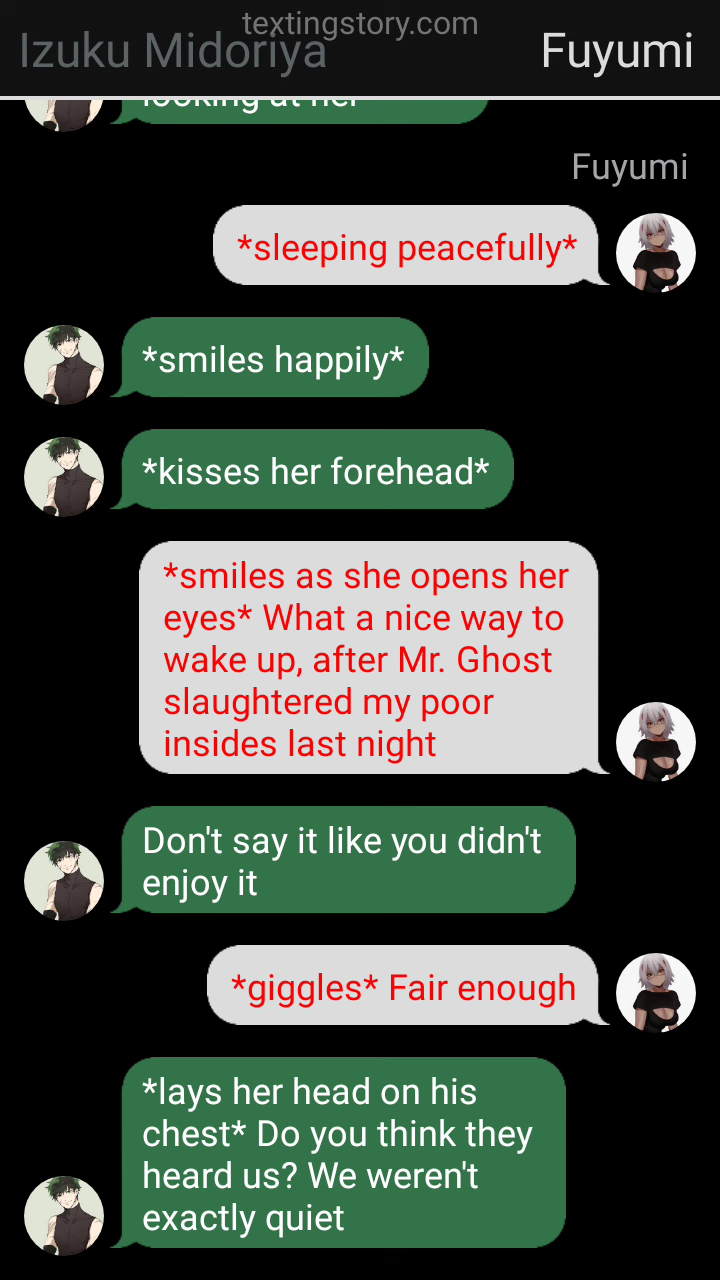 textingstory.com
Izuku Midoriya
Fuyumi
looking at her
Fuyumi
*sleeping peacefully*
*smiles happily*
*kisses her forehead*
*smiles as she opens her
eyes* What a nice way to
wake up, after Mr. Ghost
slaughtered my poor
insides last night
Don't say it like you didn't
enjoy it
*giggles* Fair enough
*lays her head on his
chest* Do you think they
heard us? We weren't
exactly quiet